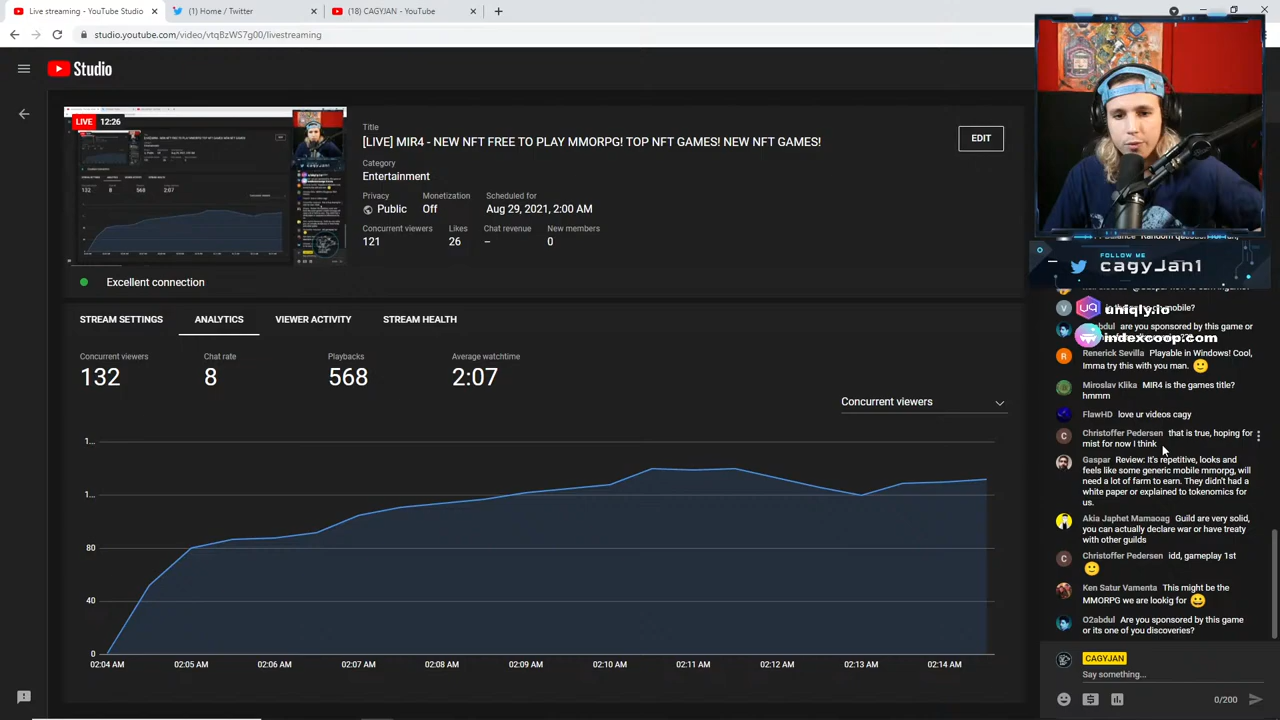 Live streaming - YouTube Studio
(1) Home / Twitter
(18) CAGYJAN - YouTube
studio.youtube.com/video/vtqBzWS7g00/livestreaming
Studio
LIVE 12:26
Title
[LIVE] MIR4 - NEW NFT FREE TO PLAY MMORPG! TOP NFT GAMES! NEW NFT GAMES!
EDIT
Category
Entertainment
Privacy Monetization Scheduled for
Public Off Aug 29, 2021, 2:00 AM
Concurrent viewers Likes Chat revenue New members
121 26 – 0
Excellent connection
STREAM SETTINGS ANALYTICS VIEWER ACTIVITY STREAM HEALTH
Concurrent viewers Chat rate Playbacks Average watchtime
132 8 568 2:07
Concurrent viewers
1...
1...
80
40
0
02:04 AM 02:05 AM 02:06 AM 02:07 AM 02:08 AM 02:09 AM 02:10 AM 02:11 AM 02:12 AM 02:13 AM 02:14 AM
FOLLOW ME
cagyJan1
mobile?
uniqly.io
are you sponsored by this game or
indexcoop.com
Renerick Sevilla Playable in Windows! Cool,
Imma try this with you man. 🙂
Miroslav Klika MIR4 is the games title?
hmmm
FlawHD love ur videos cagy
Christoffer Pedersen that is true, hoping for
mist for now I think
Gaspar Review: It's repetitive, looks and
feels like some generic mobile mmorpg, will
need a lot of farm to earn. They didn't had a
white paper or explained to tokenomics for
us.
Akia Japhet Mamaoag Guild are very solid,
you can actually declare war or have treaty
with other guilds
Christoffer Pedersen idd, gameplay 1st
🙂
Ken Satur Vamenta This might be the
MMORPG we are lookig for 😀
O2abdul Are you sponsored by this game
or its one of you discoveries?
CAGYJAN
Say something...
0/200